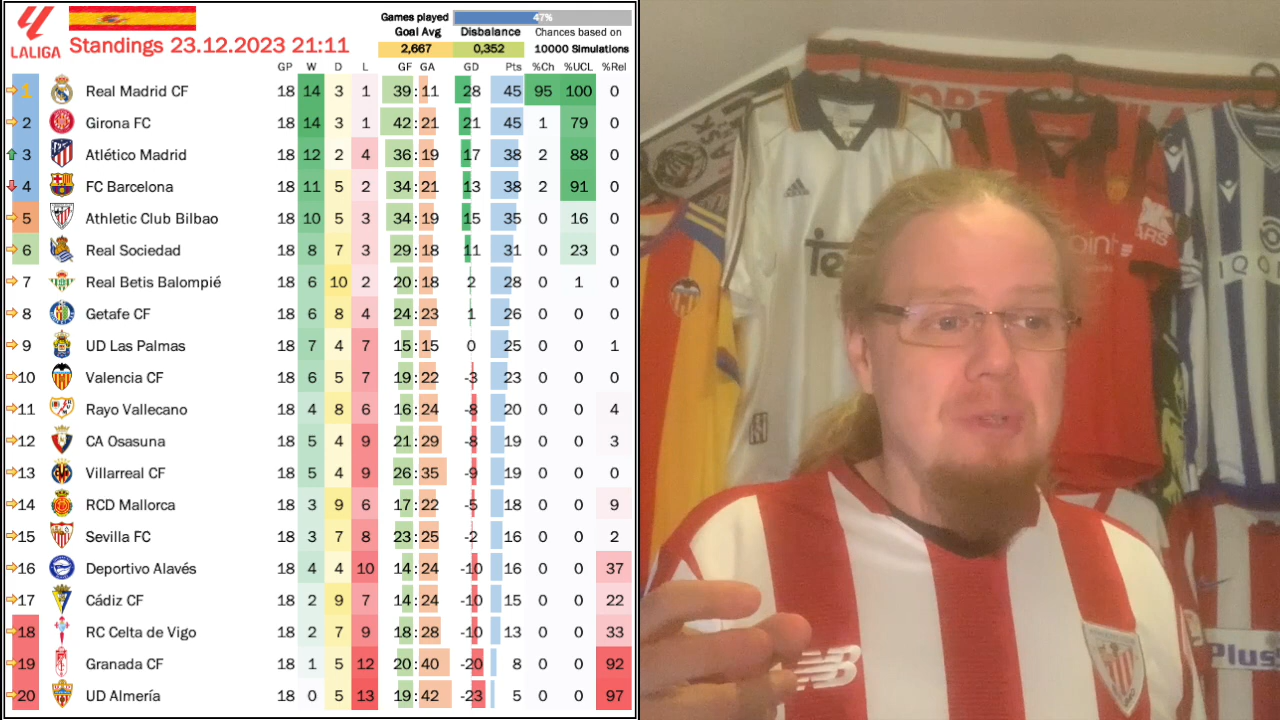 LALIGA
Standings 23.12.2023 21:11
Games played 47%
Goal Avg Disbalance Chances based on
2,667 0,352 10000 Simulations
GP W D L GF GA GD Pts %Ch %UCL %Rel
1 Real Madrid CF 18 14 3 1 39:11 28 45 95 100 0
2 Girona FC 18 14 3 1 42:21 21 45 1 79 0
3 Atlético Madrid 18 12 2 4 36:19 17 38 2 88 0
4 FC Barcelona 18 11 5 2 34:21 13 38 2 91 0
5 Athletic Club Bilbao 18 10 5 3 34:19 15 35 0 16 0
6 Real Sociedad 18 8 7 3 29:18 11 31 0 23 0
7 Real Betis Balompié 18 6 10 2 20:18 2 28 0 1 0
8 Getafe CF 18 6 8 4 24:23 1 26 0 0 0
9 UD Las Palmas 18 7 4 7 15:15 0 25 0 0 1
10 Valencia CF 18 6 5 7 19:22 -3 23 0 0 0
11 Rayo Vallecano 18 4 8 6 16:24 -8 20 0 0 4
12 CA Osasuna 18 5 4 9 21:29 -8 19 0 0 3
13 Villarreal CF 18 5 4 9 26:35 -9 19 0 0 0
14 RCD Mallorca 18 3 9 6 17:22 -5 18 0 0 9
15 Sevilla FC 18 3 7 8 23:25 -2 16 0 0 2
16 Deportivo Alavés 18 4 4 10 14:24 -10 16 0 0 37
17 Cádiz CF 18 2 9 7 14:24 -10 15 0 0 22
18 RC Celta de Vigo 18 2 7 9 18:28 -10 13 0 0 33
19 Granada CF 18 1 5 12 20:40 -20 8 0 0 92
20 UD Almería 18 0 5 13 19:42 -23 5 0 0 97
Plus
NB